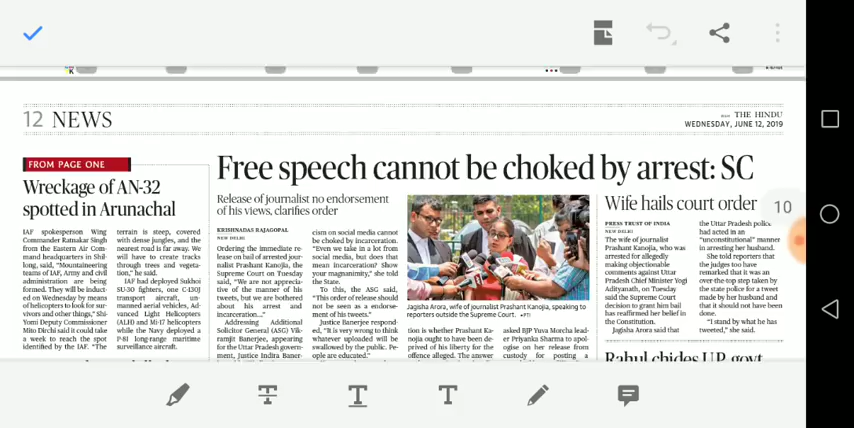 12 NEWS
THE HINDU
WEDNESDAY, JUNE 12, 2019
FROM PAGE ONE
Wreckage of AN-32
spotted in Arunachal
IAF spokesperson Wing
Commander Ratnakar Singh
from the Eastern Air Com-
mand headquarters in Shil-
long, said, "Mountaineering
teams of IAF, Army and civil
administration are being
formed. They will be induct-
ed on Wednesday by means
of helicopters to look for sur-
vivors and other things," Shi-
Yomi Deputy Commissioner
Mito Dirchi said it could take
a week to reach the spot
identified by the IAF. "The
terrain is steep, covered
with dense jungles, and the
nearest road is far away. We
will have to create tracks
through trees and vegeta-
tion," he said.
IAF had deployed Sukhoi
SU-30 fighters, one C-130J
transport aircraft, un-
manned aerial vehicles, Ad-
vanced Light Helicopters
(ALH) and Mi-17 helicopters
while the Navy deployed a
P-8I long-range maritime
surveillance aircraft.
Free speech cannot be choked by arrest: SC
Release of journalist no endorsement
of his views, clarifies order
KRISHNADAS RAJAGOPAL
NEW DELHI
Ordering the immediate re-
lease on bail of arrested jour-
nalist Prashant Kanojia, the
Supreme Court on Tuesday
said, "We are not apprecia-
tive of the manner of his
tweets, but we are bothered
about his arrest and
incarceration..."
Addressing Additional
Solicitor General (ASG) Vik-
ramjit Banerjee, appearing
for the Uttar Pradesh govern-
ment, Justice Indira Baner-
cism on social media cannot
be choked by incarceration.
"Even we take in a lot from
social media, but does that
mean incarceration? Show
your magnanimity," she told
the State.
To this, the ASG said,
"This order of release should
not be seen as an endorse-
ment of his tweets."
Justice Banerjee respond-
ed, "It is very wrong to think
whatever uploaded will be
swallowed by the public. Pe-
ople are educated."
Jagisha Arora, wife of journalist Prashant Kanojia, speaking to
reporters outside the Supreme Court. •PTI
tion is whether Prashant Ka-
nojia ought to have been de-
prived of his liberty for the
offence alleged. The answer
asked BJP Yuva Morcha lead-
er Priyanka Sharma to apol-
ogise on her release from
custody for posting a
Wife hails court order
PRESS TRUST OF INDIA
NEW DELHI
The wife of journalist
Prashant Kanojia, who was
arrested for allegedly
making objectionable
comments against Uttar
Pradesh Chief Minister Yogi
Adityanath, on Tuesday
said the Supreme Court
decision to grant him bail
has reaffirmed her belief in
the Constitution.
Jagisha Arora said that
the Uttar Pradesh police
had acted in an
"unconstitutional" manner
in arresting her husband.
She told reporters that
the judges too have
remarked that it was an
over-the-top step taken by
the state police for a tweet
made by her husband and
that it should not have been
done.
"I stand by what he has
tweeted," she said.
Rahul chides U.P. govt
10